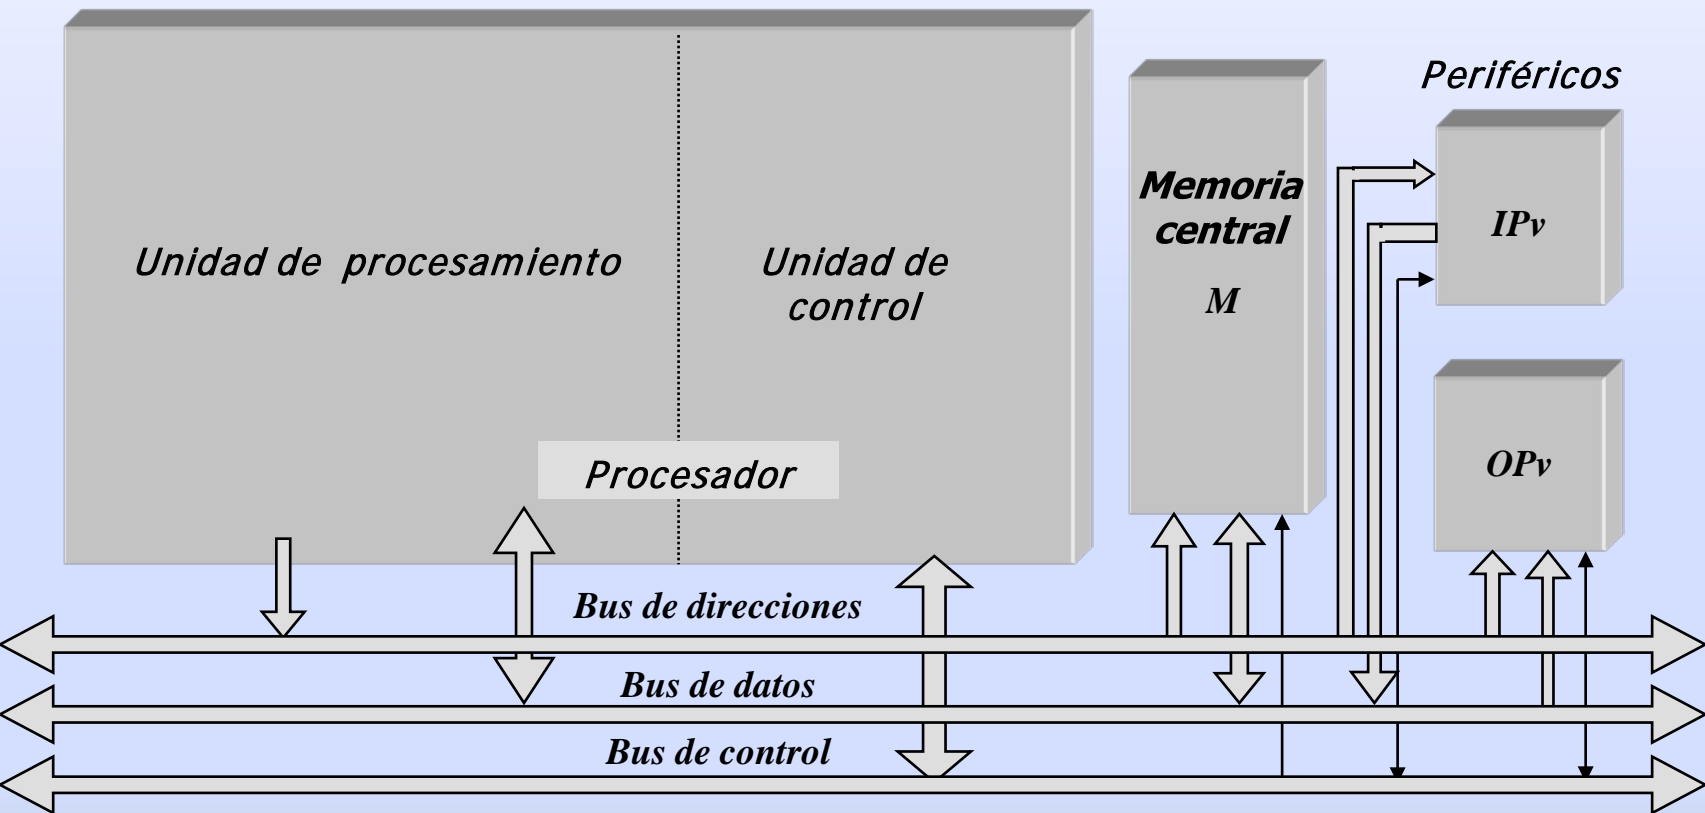 Unidad de procesamiento
Unidad de
control
Procesador
Memoria
central
M
Periféricos
IPv
OPv
Bus de direcciones
Bus de datos
Bus de control